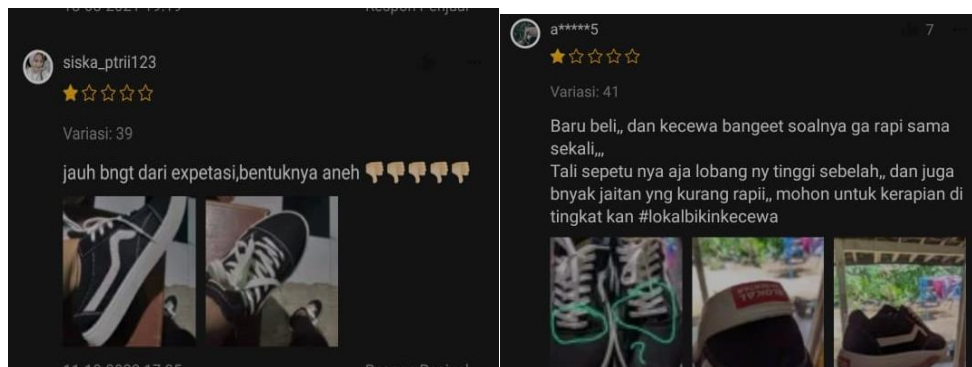 siska_ptrii123
Variasi: 39
jauh bngt dari expetasi,bentuknya aneh 👎🏽👎🏽👎🏽👎🏽👎🏽
a*****5
7
Variasi: 41
Baru beli,, dan kecewa bangeet soalnya ga rapi sama
sekali,,,
Tali sepetu nya aja lobang ny tinggi sebelah,, dan juga
bnyak jaitan yng kurang rapii,, mohon untuk kerapian di
tingkat kan #lokalbikinkecewa
LOKAL